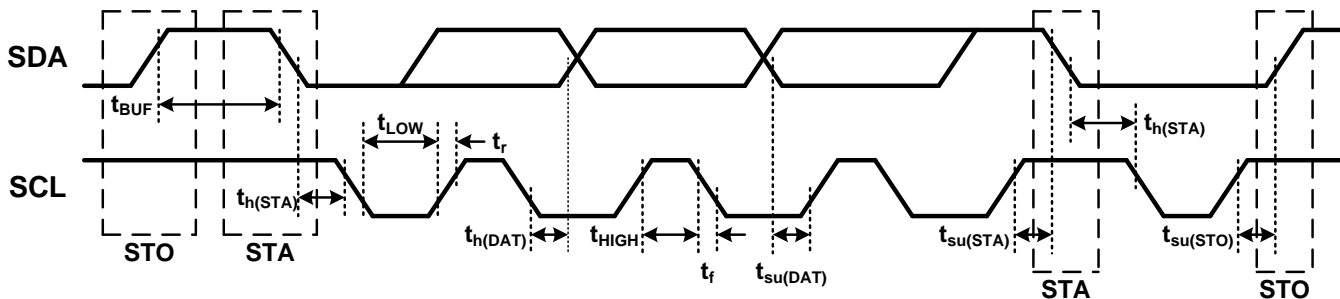 SDA
t_BUF
t_LOW
t_r
t_h(STA)
SCL
t_h(STA)
t_h(DAT)
t_HIGH
t_f
t_su(DAT)
t_su(STA)
t_su(STO)
STO
STA
STA
STO